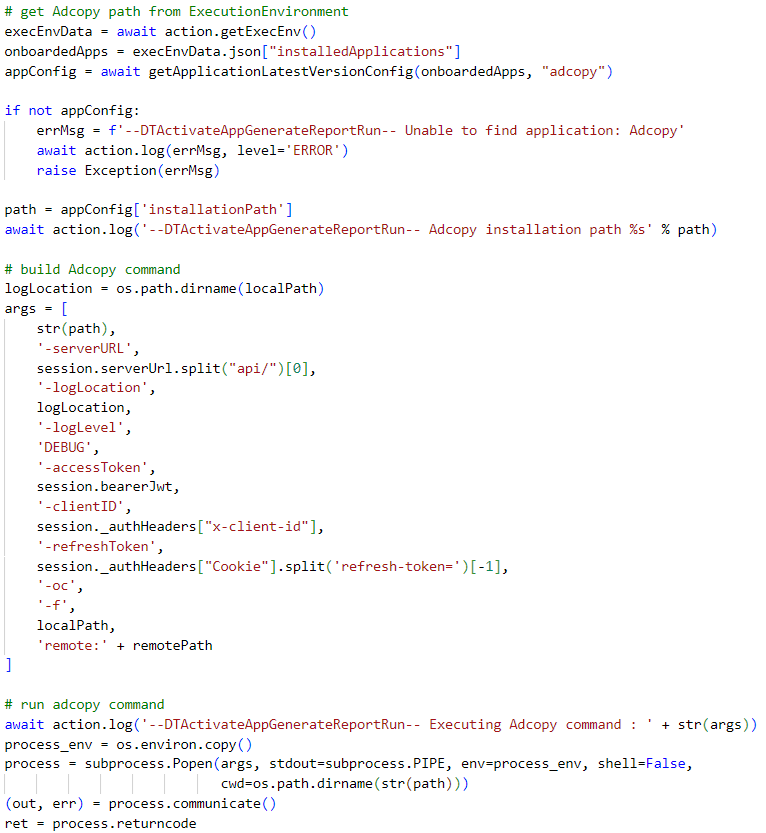 # get Adcopy path from ExecutionEnvironment
execEnvData = await action.getExecEnv()
onboardedApps = execEnvData.json["installedApplications"]
appConfig = await getApplicationLatestVersionConfig(onboardedApps, "adcopy")

if not appConfig:
    errMsg = f'--DTActivateAppGenerateReportRun-- Unable to find application: Adcopy'
    await action.log(errMsg, level='ERROR')
    raise Exception(errMsg)

path = appConfig['installationPath']
await action.log('--DTActivateAppGenerateReportRun-- Adcopy installation path %s' % path)

# build Adcopy command
logLocation = os.path.dirname(localPath)
args = [
    str(path),
    '-serverURL',
    session.serverUrl.split("api/")[0],
    '-logLocation',
    logLocation,
    '-logLevel',
    'DEBUG',
    '-accessToken',
    session.bearerJwt,
    '-clientID',
    session._authHeaders["x-client-id"],
    '-refreshToken',
    session._authHeaders["Cookie"].split('refresh-token=')[-1],
    '-oc',
    '-f',
    localPath,
    'remote:' + remotePath
]

# run adcopy command
await action.log('--DTActivateAppGenerateReportRun-- Executing Adcopy command : ' + str(args))
process_env = os.environ.copy()
process = subprocess.Popen(args, stdout=subprocess.PIPE, env=process_env, shell=False,
                           cwd=os.path.dirname(str(path)))
(out, err) = process.communicate()
ret = process.returncode